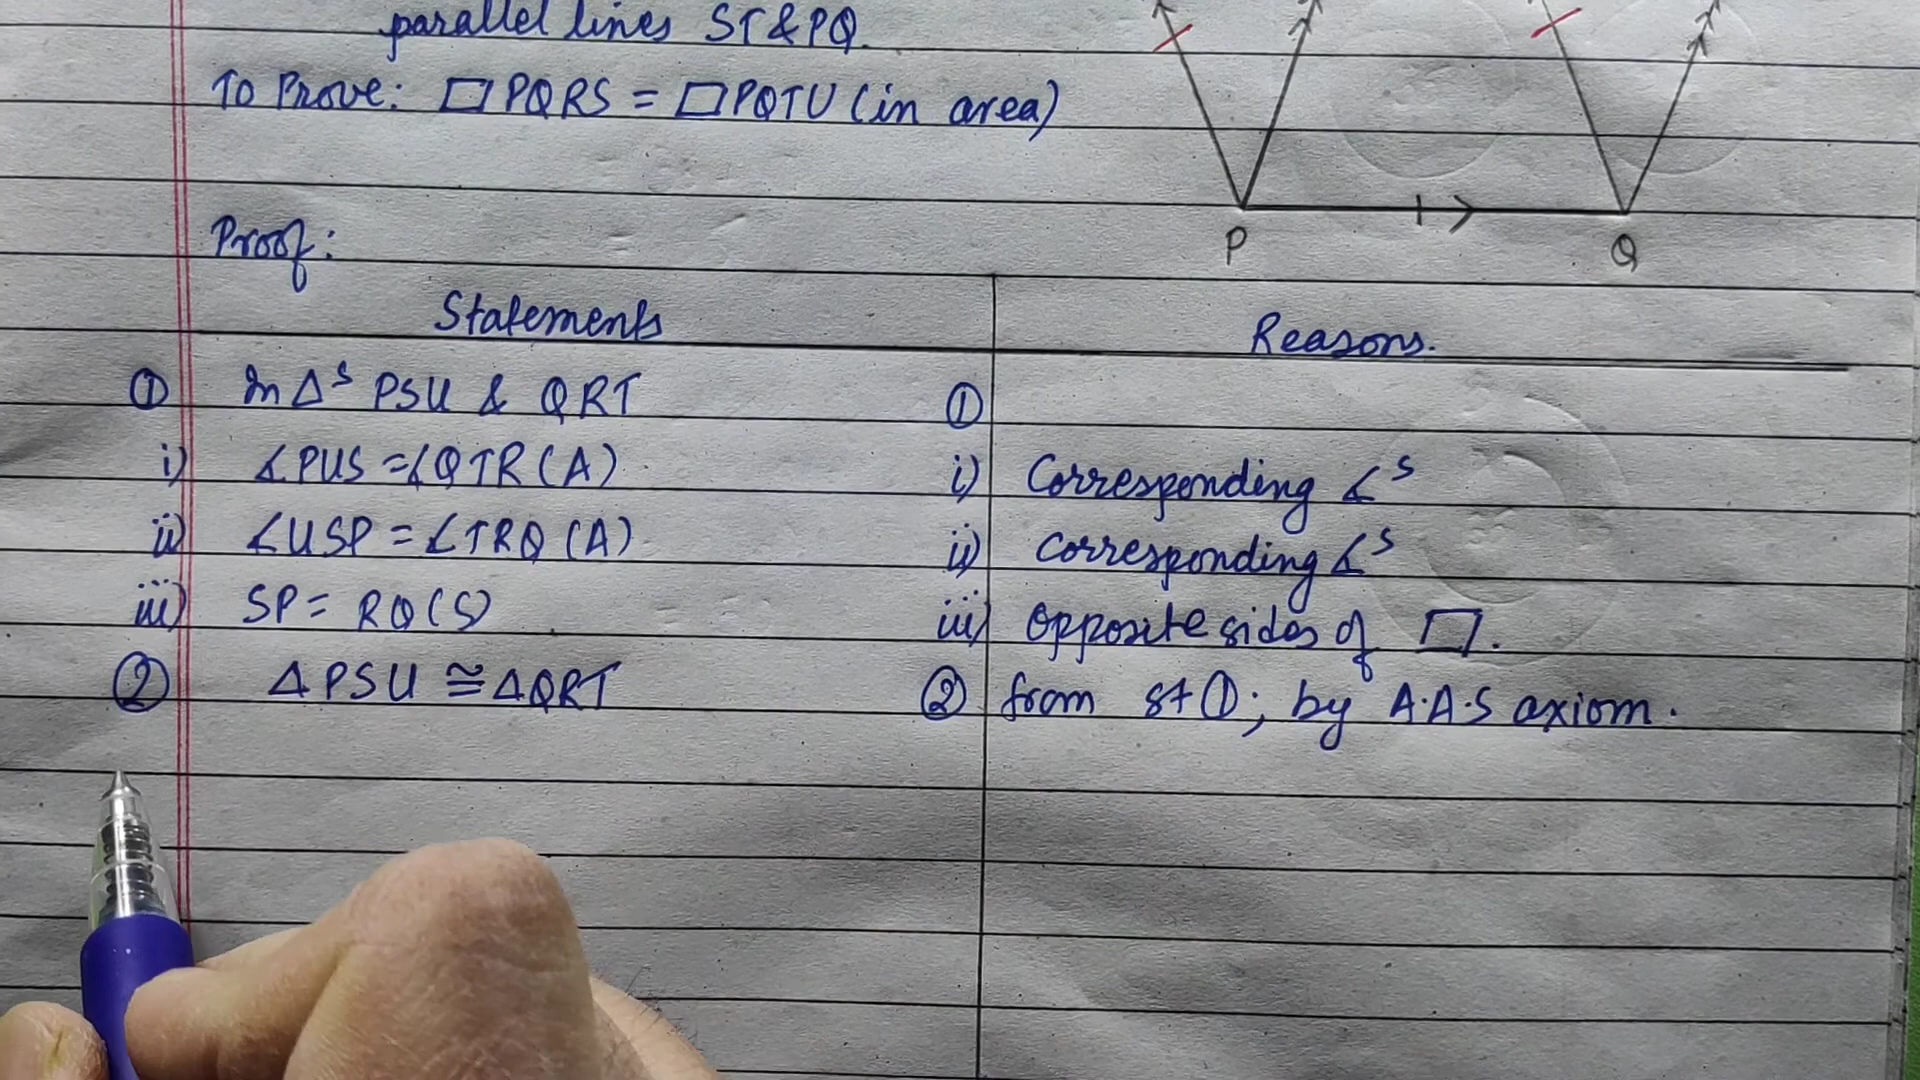 parallel lines ST & PQ.
To Prove: ▱PQRS = ▱PQTU (in area)
P Q
Proof:
Statements Reasons.
① In Δˢ PSU & QRT ①
i) ∡PUS = ∡QTR (A) i) Corresponding ∡ˢ
ii) ∡USP = ∡TRQ (A) ii) Corresponding ∡ˢ
iii) SP = RQ (S) iii) Opposite sides of ▱.
② ΔPSU ≅ ΔQRT ② from st ①; by A.A.S axiom.